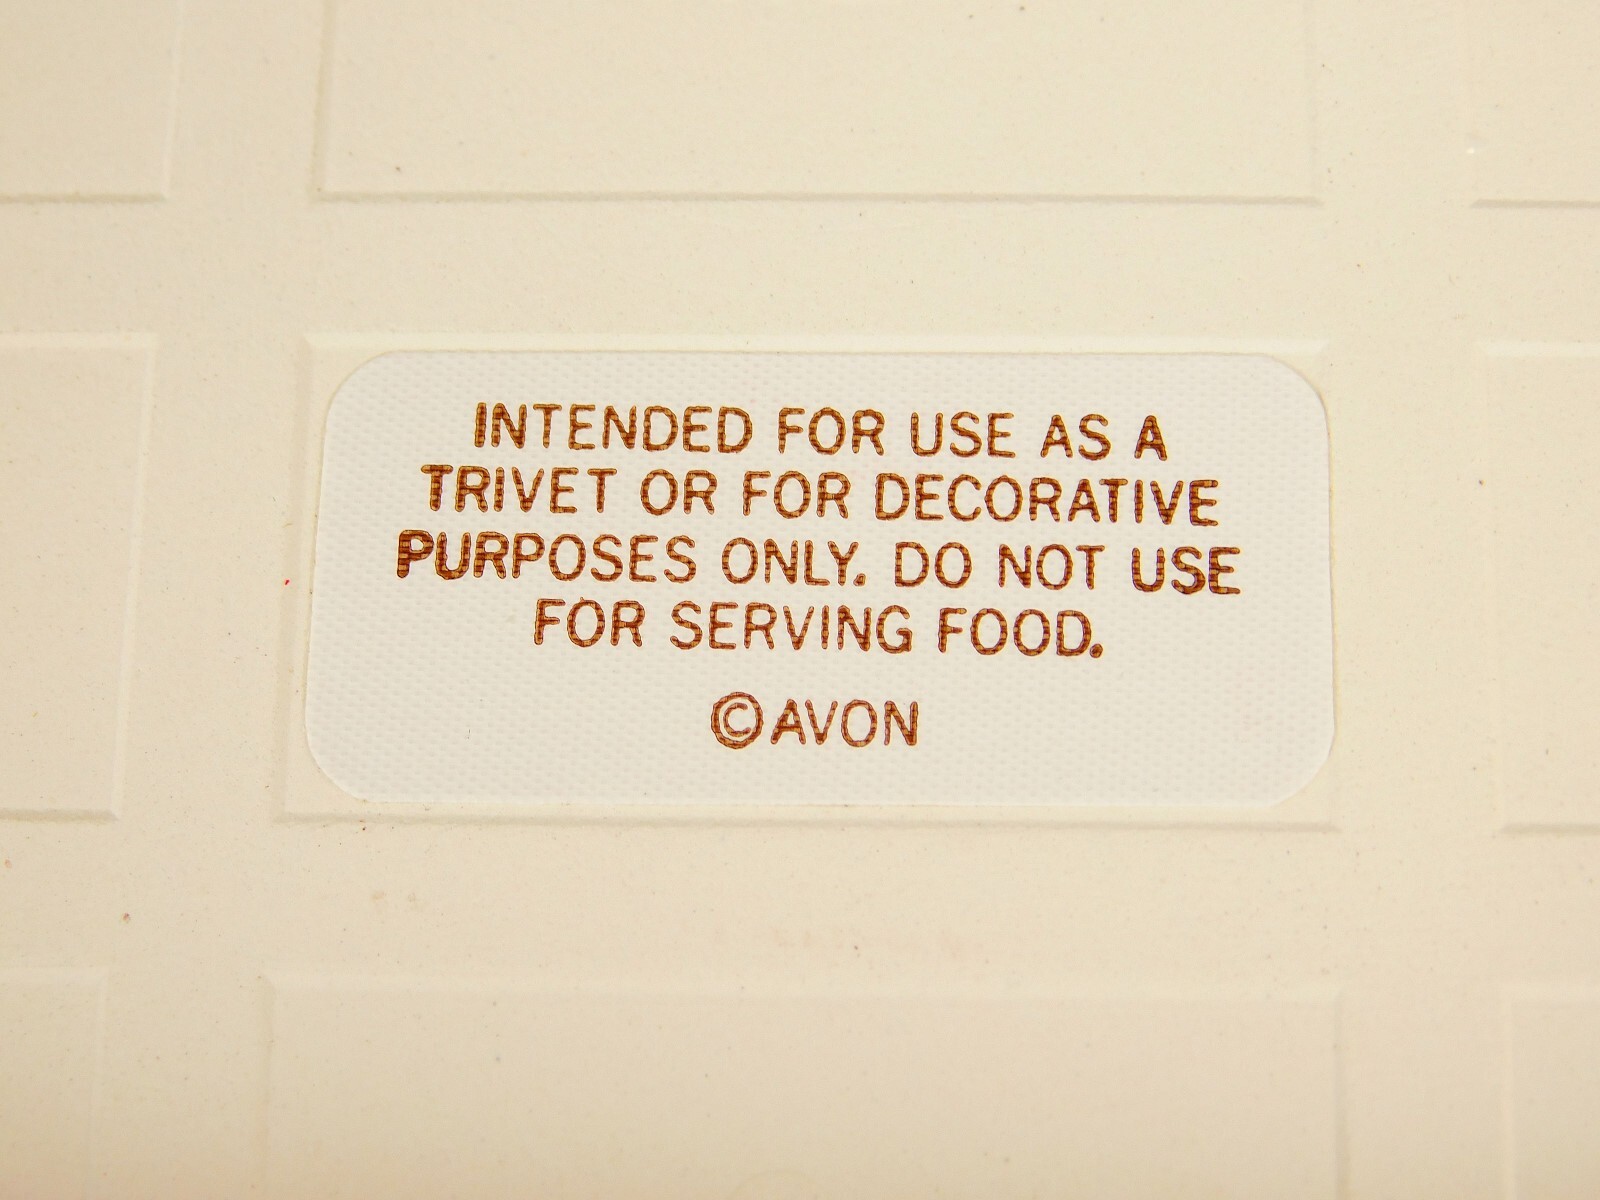 INTENDED FOR USE AS A
TRIVET OR FOR DECORATIVE
PURPOSES ONLY. DO NOT USE
FOR SERVING FOOD.
©AVON